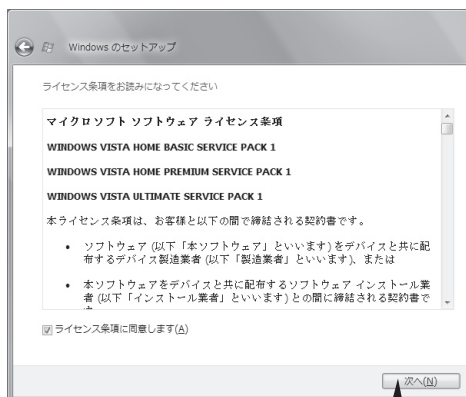 Windows のセットアップ
ライセンス条項をお読みになってください
マイクロソフト ソフトウェア ライセンス条項
WINDOWS VISTA HOME BASIC SERVICE PACK 1
WINDOWS VISTA HOME PREMIUM SERVICE PACK 1
WINDOWS VISTA ULTIMATE SERVICE PACK 1
本ライセンス条項は、お客様と以下の間で締結される契約書です。
• ソフトウェア (以下「本ソフトウェア」といいます) をデバイスと共に配
布するデバイス製造業者 (以下「製造業者」といいます)、または
• 本ソフトウェアをデバイスと共に配布するソフトウェア インストール業
者 (以下「インストール業者」といいます) との間に締結される契約書で
ライセンス条項に同意します(A)
次へ(N)